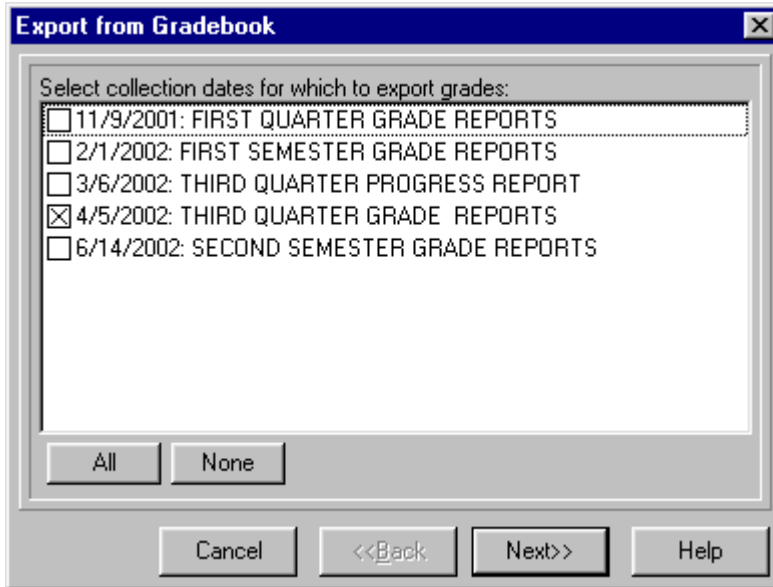 Export from Gradebook
Select collection dates for which to export grades:
11/9/2001: FIRST QUARTER GRADE REPORTS
2/1/2002: FIRST SEMESTER GRADE REPORTS
3/6/2002: THIRD QUARTER PROGRESS REPORT
4/5/2002: THIRD QUARTER GRADE  REPORTS
6/14/2002: SECOND SEMESTER GRADE REPORTS
All None
Cancel <<Back Next>> Help